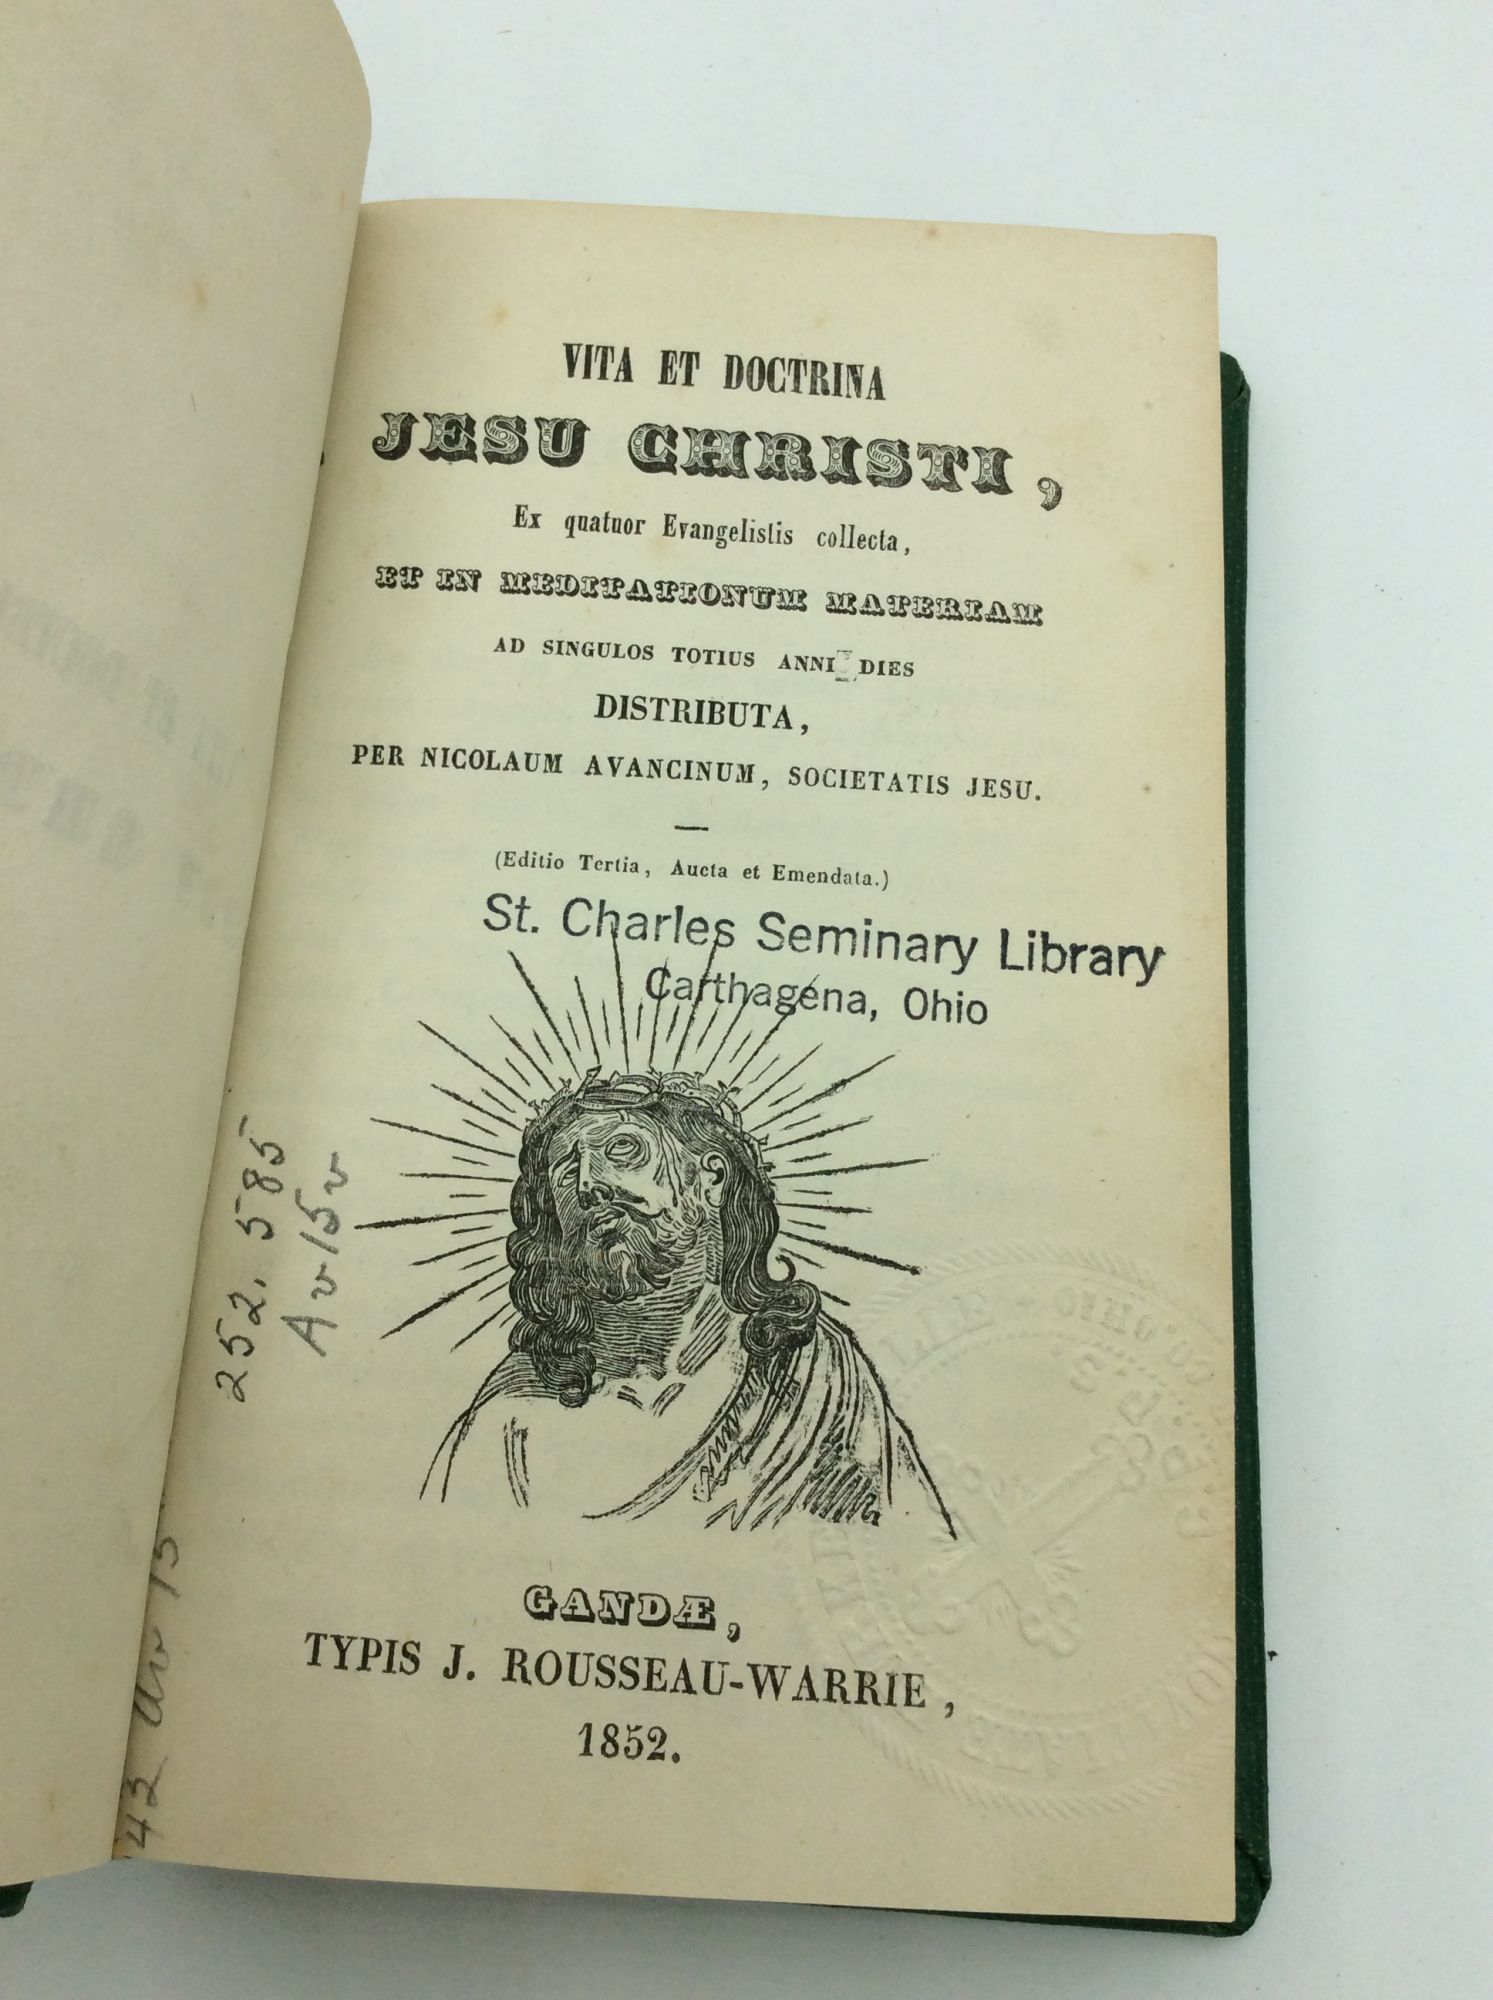 VITA ET DOCTRINA
JESU CHRISTI,
Ex quatuor Evangelistis collecta,
ET IN MEDITATIONUM MATERIAM
AD SINGULOS TOTIUS ANNI DIES
DISTRIBUTA,
PER NICOLAUM AVANCINUM, SOCIETATIS JESU.
(Editio Tertia, Aucta et Emendata.)
St. Charles Seminary Library
Carthagena, Ohio
252.585
Av15v
GANDÆ,
TYPIS J. ROUSSEAU-WARRIE,
1852.